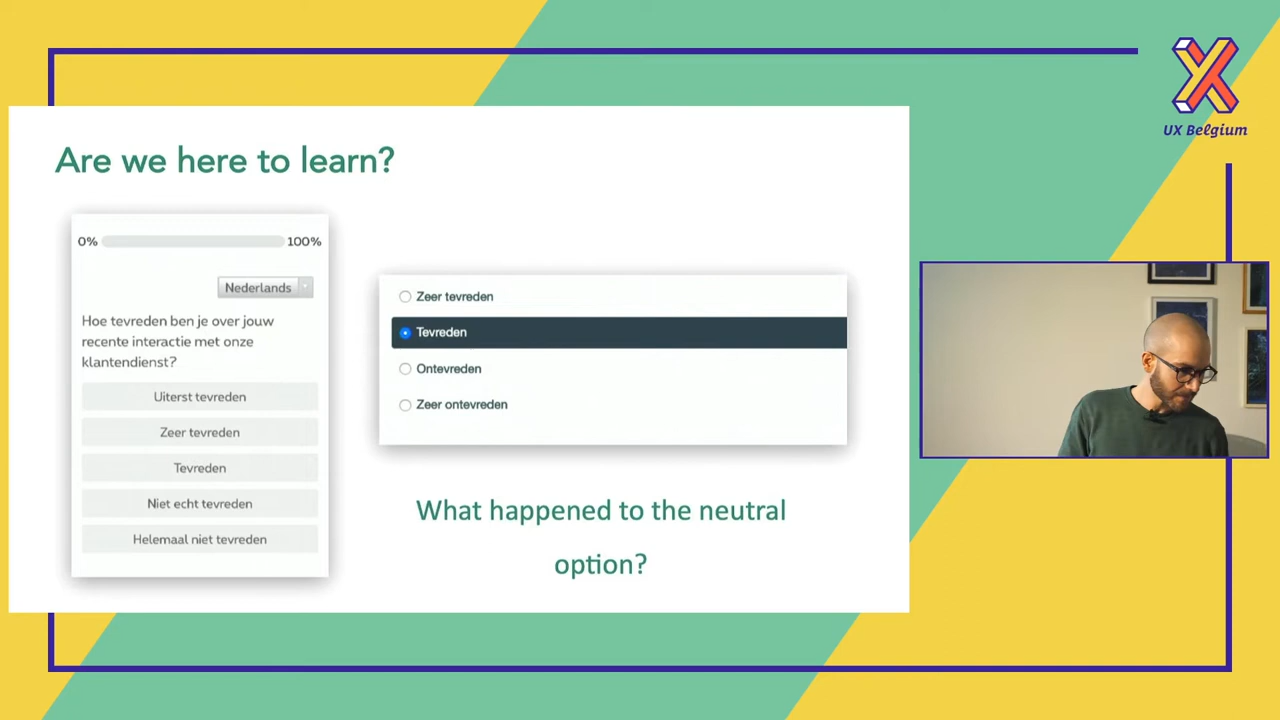 UX Belgium
Are we here to learn?
0% 100%
Nederlands
Hoe tevreden ben je over jouw
recente interactie met onze
klantendienst?
Uiterst tevreden
Zeer tevreden
Tevreden
Niet echt tevreden
Helemaal niet tevreden
Zeer tevreden
Tevreden
Ontevreden
Zeer ontevreden
What happened to the neutral
option?